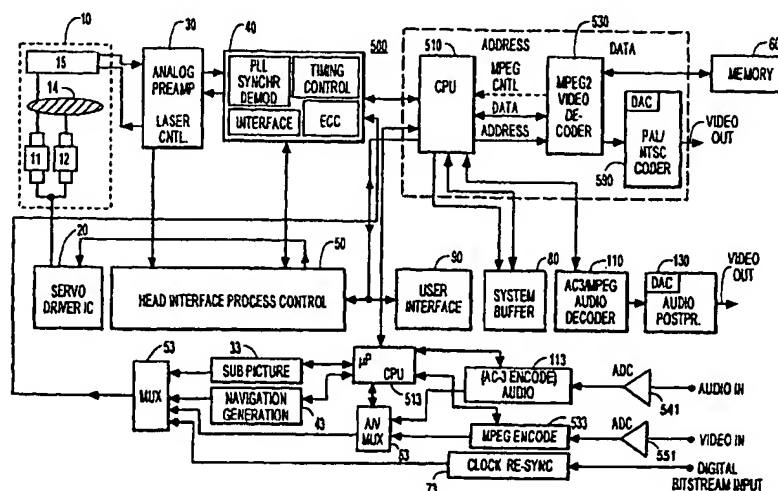 10
30
40
500
510
530
60
15
14
11
12
ANALOG
PREAMP
LASER
CNTL.
PLL
SYNCHR
DEMOD
TIMING
CONTROL
INTERFACE
ECC
CPU
ADDRESS
MPEG
CNTL
DATA
ADDRESS
DATA
MPEG2
VIDEO
DE-
CODER
MEMORY
DAC
PAL/
NTSC
CODER
590
VIDEO
OUT
20
SERVO
DRIVER IC
50
HEAD INTERFACE PROCESS CONTROL
90
USER
INTERFACE
80
SYSTEM
BUFFER
110
AC3/MPEG
AUDIO
DECODER
130
DAC
AUDIO
POSTPR.
VIDEO
OUT
53
MUX
33
SUB PICTURE
NAVIGATION
GENERATION
43
µP
CPU
513
A/V
MUX
63
113
(AC-3 ENCODE)
AUDIO
ADC
541
AUDIO IN
533
MPEG ENCODE
ADC
551
VIDEO IN
73
CLOCK RE-SYNC
DIGITAL
BITSTREAM INPUT